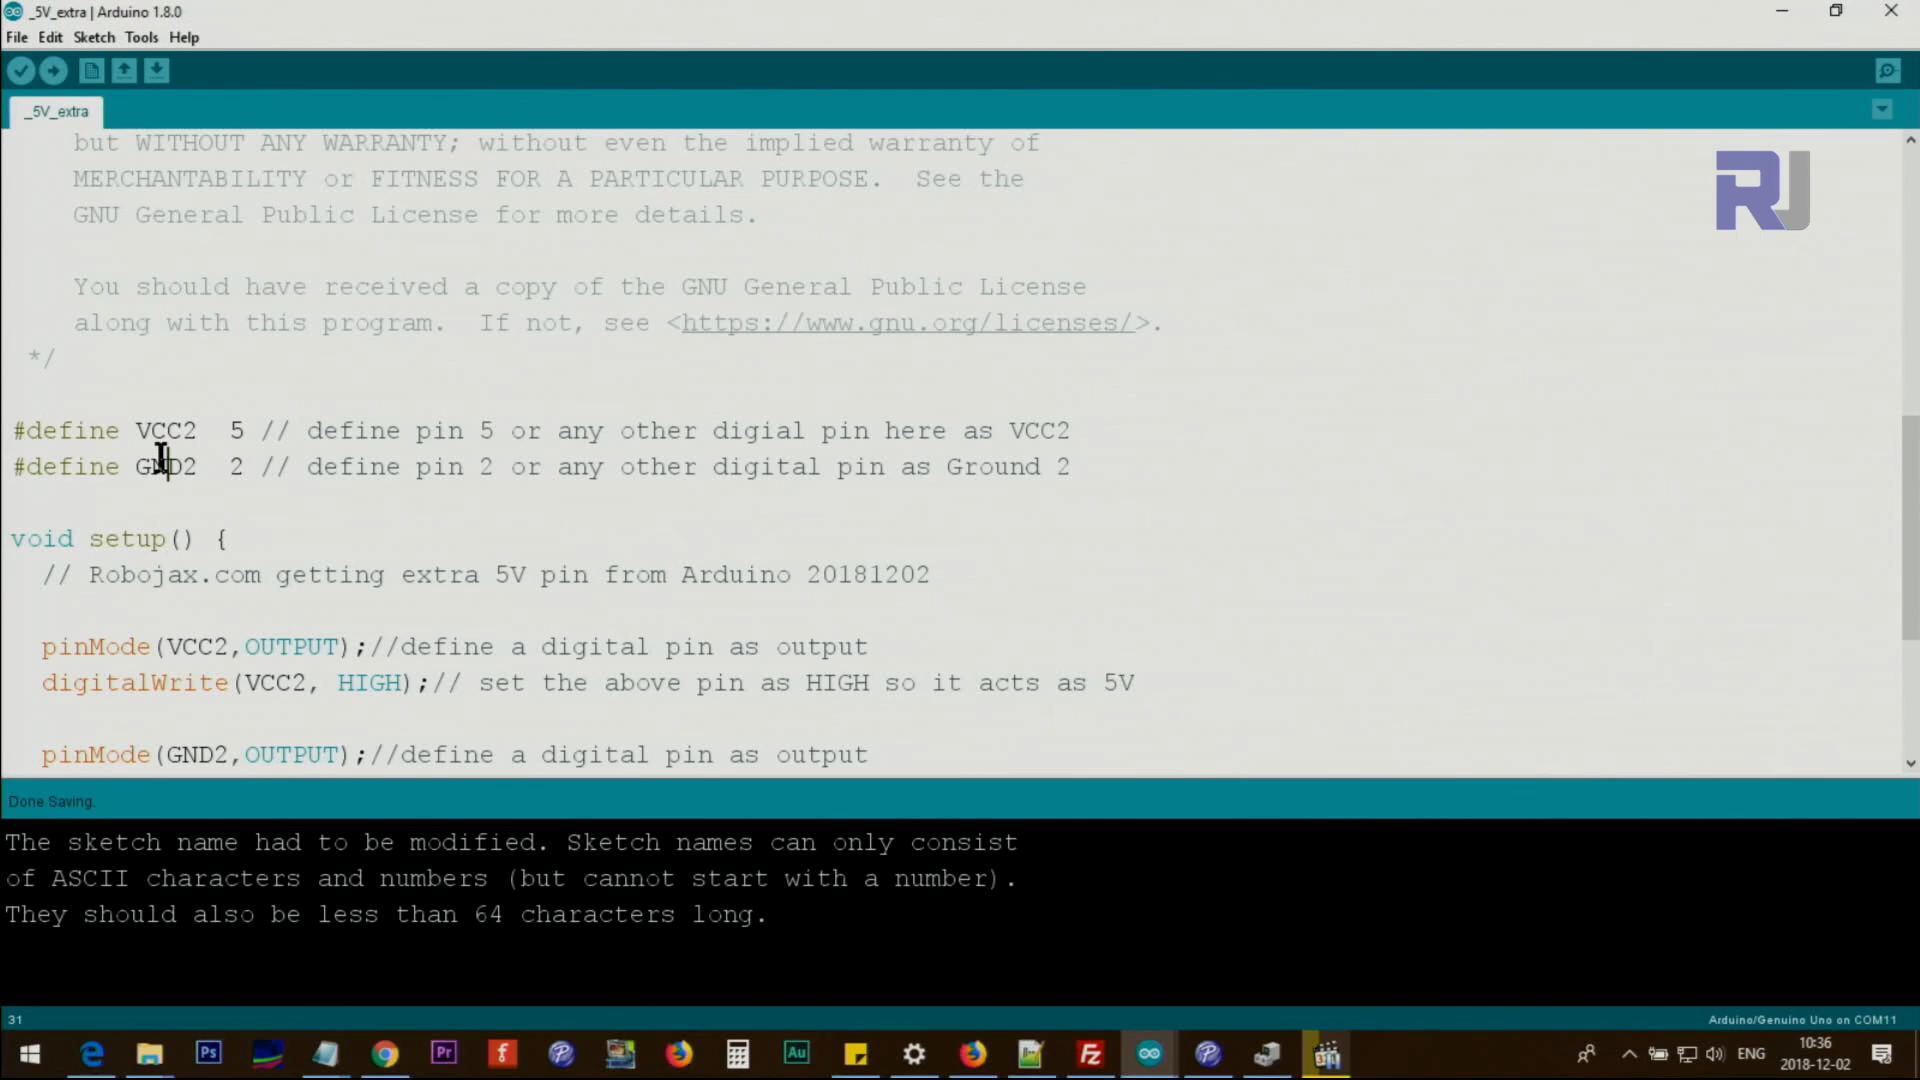 _5V_extra | Arduino 1.8.0
File Edit Sketch Tools Help
_5V_extra
but WITHOUT ANY WARRANTY; without even the implied warranty of
MERCHANTABILITY or FITNESS FOR A PARTICULAR PURPOSE.  See the
GNU General Public License for more details.
You should have received a copy of the GNU General Public License
along with this program.  If not, see <https://www.gnu.org/licenses/>.
*/
#define VCC2  5 // define pin 5 or any other digial pin here as VCC2
#define GND2  2 // define pin 2 or any other digital pin as Ground 2
void setup() {
// Robojax.com getting extra 5V pin from Arduino 20181202
pinMode(VCC2,OUTPUT);//define a digital pin as output
digitalWrite(VCC2, HIGH);// set the above pin as HIGH so it acts as 5V
pinMode(GND2,OUTPUT);//define a digital pin as output
Done Saving.
The sketch name had to be modified. Sketch names can only consist
of ASCII characters and numbers (but cannot start with a number).
They should also be less than 64 characters long.
31
Arduino/Genuino Uno on COM11
Ps
Pr
f
Au
Fz
ENG
10:36
2018-12-02
RJ